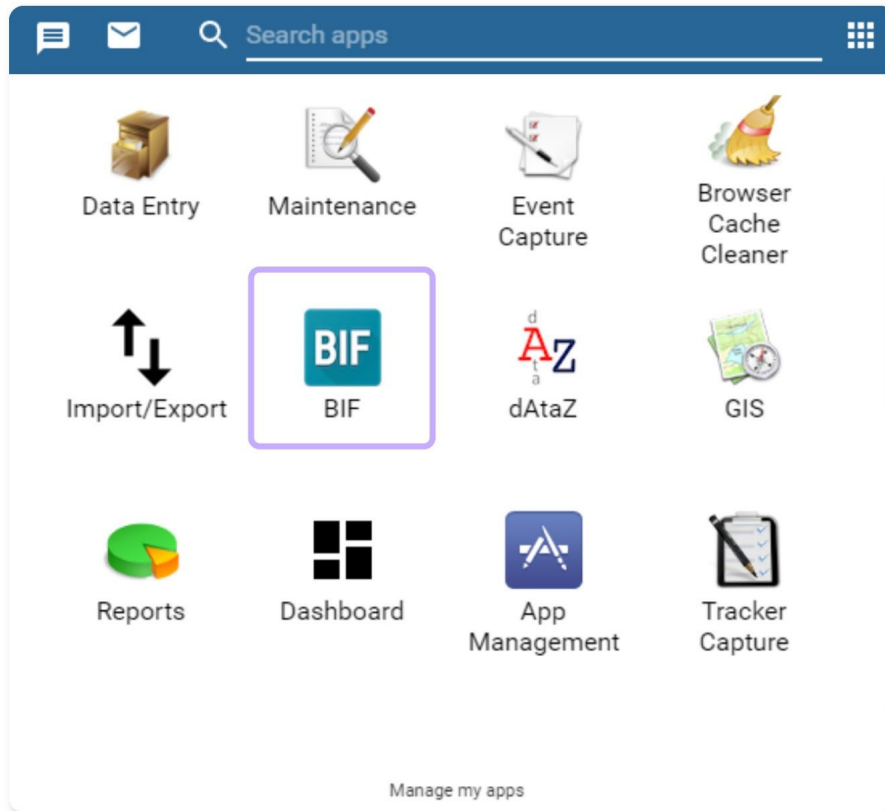 Search apps
Data Entry
Maintenance
Event
Capture
Browser
Cache
Cleaner
Import/Export
BIF
BIF
d
A
t
a
Z
dAtaZ
GIS
Reports
Dashboard
App
Management
Tracker
Capture
Manage my apps